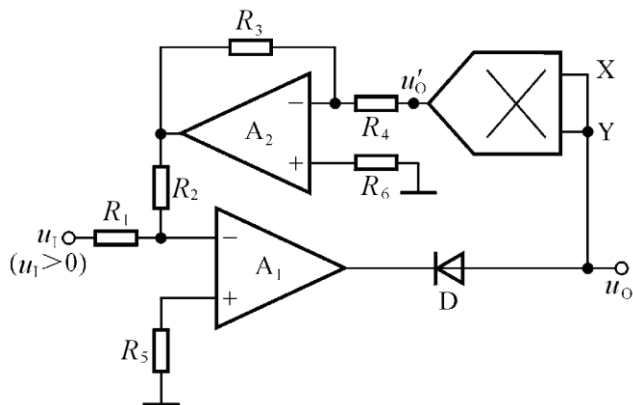 R₃
u′O
X
−
A₂
R₄
Y
+
R₂
R₆
R₁
uI
(uI>0)
−
A₁
+
D
uO
R₅